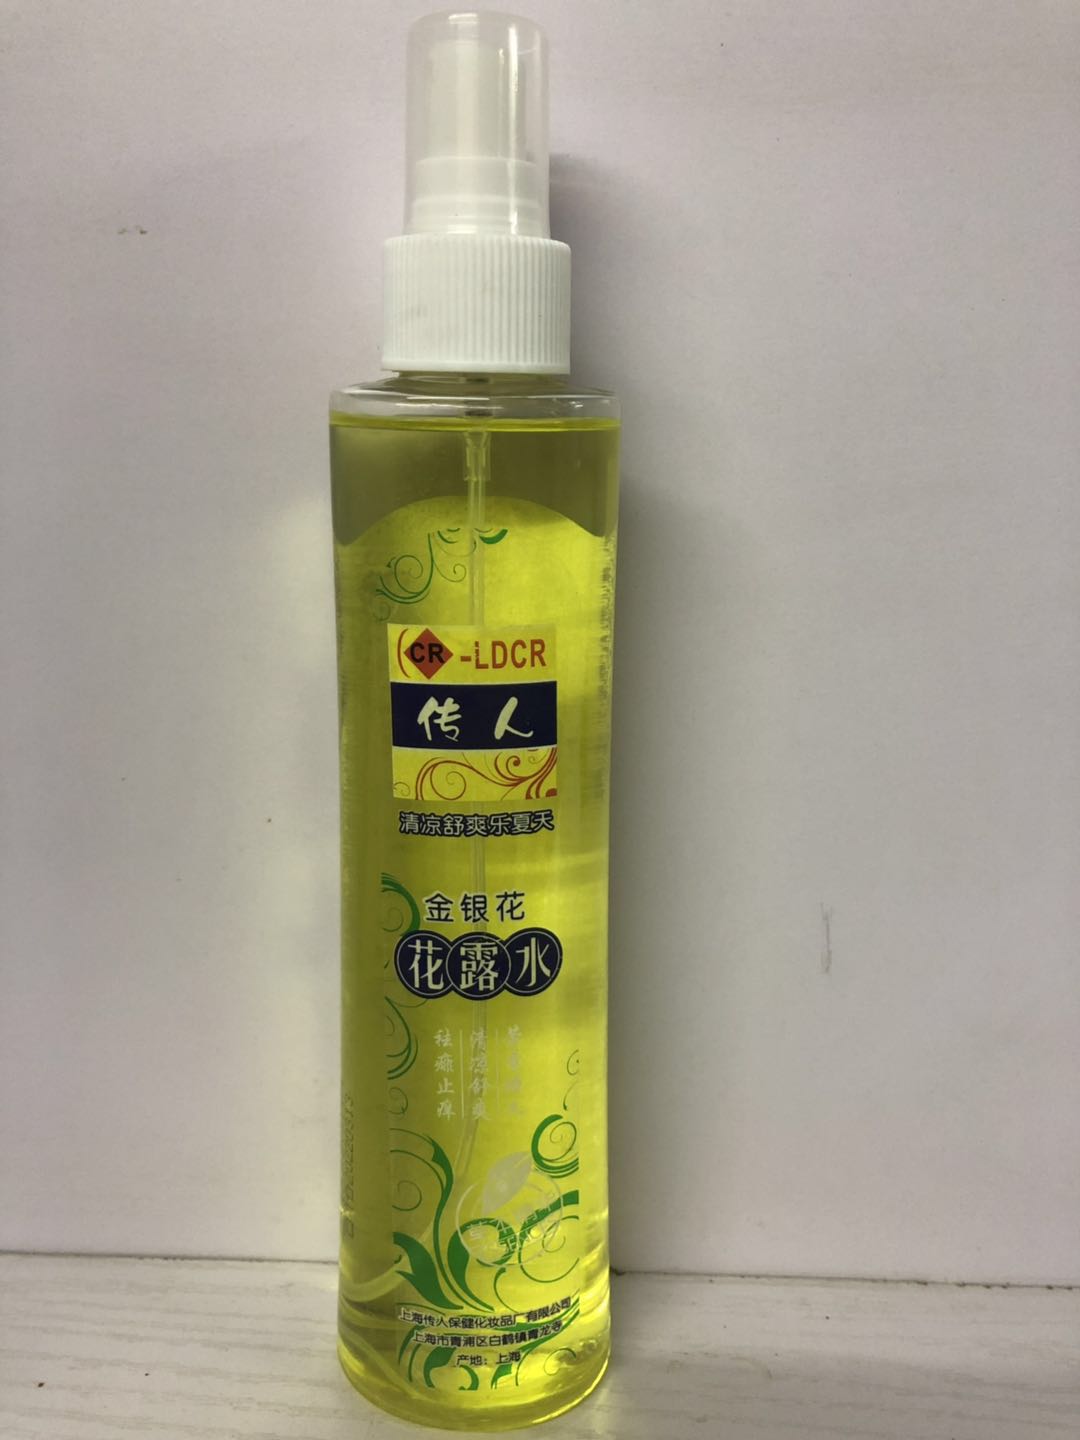 CR-LDCR
传人
清凉舒爽乐夏天
金银花
花露水
清凉舒爽
祛痱止痒
上海传人保健化妆品厂有限公司
上海市青浦区白鹤镇青龙寺
产地：上海